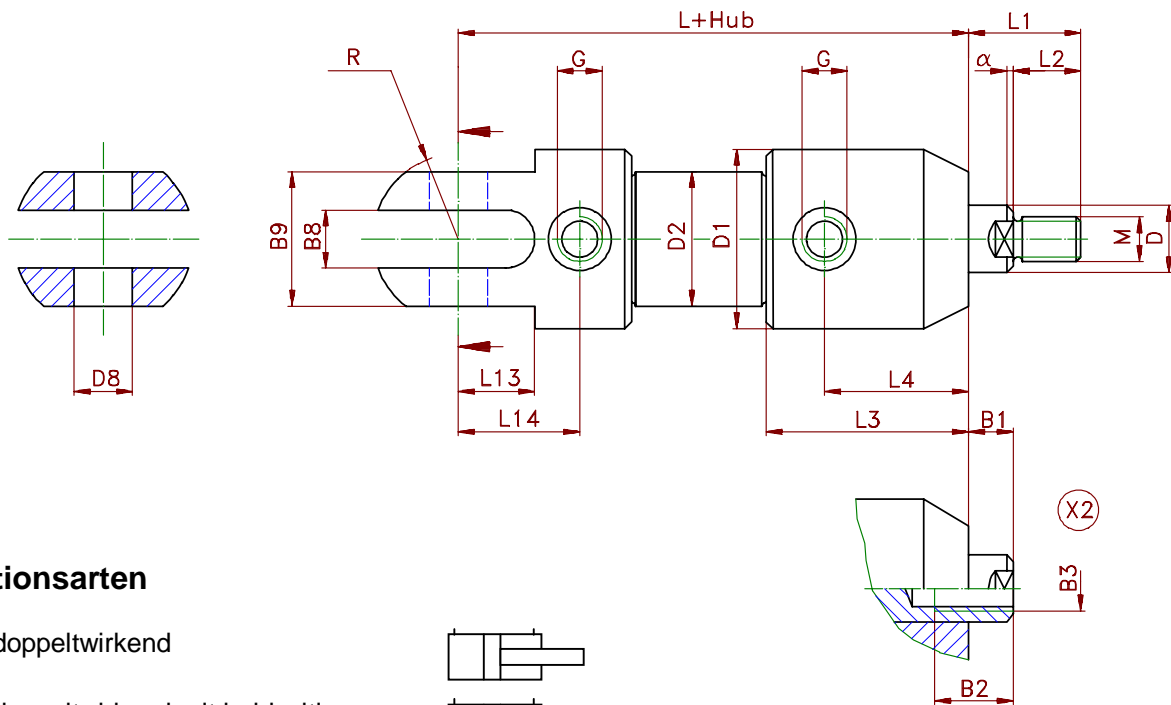 L+Hub L1
R G G α L2
B9 B8 D2 D1 M D
D8 L13 L4
L14 L3 B1
X2
B3
tionsarten
doppeltwirkend
B2